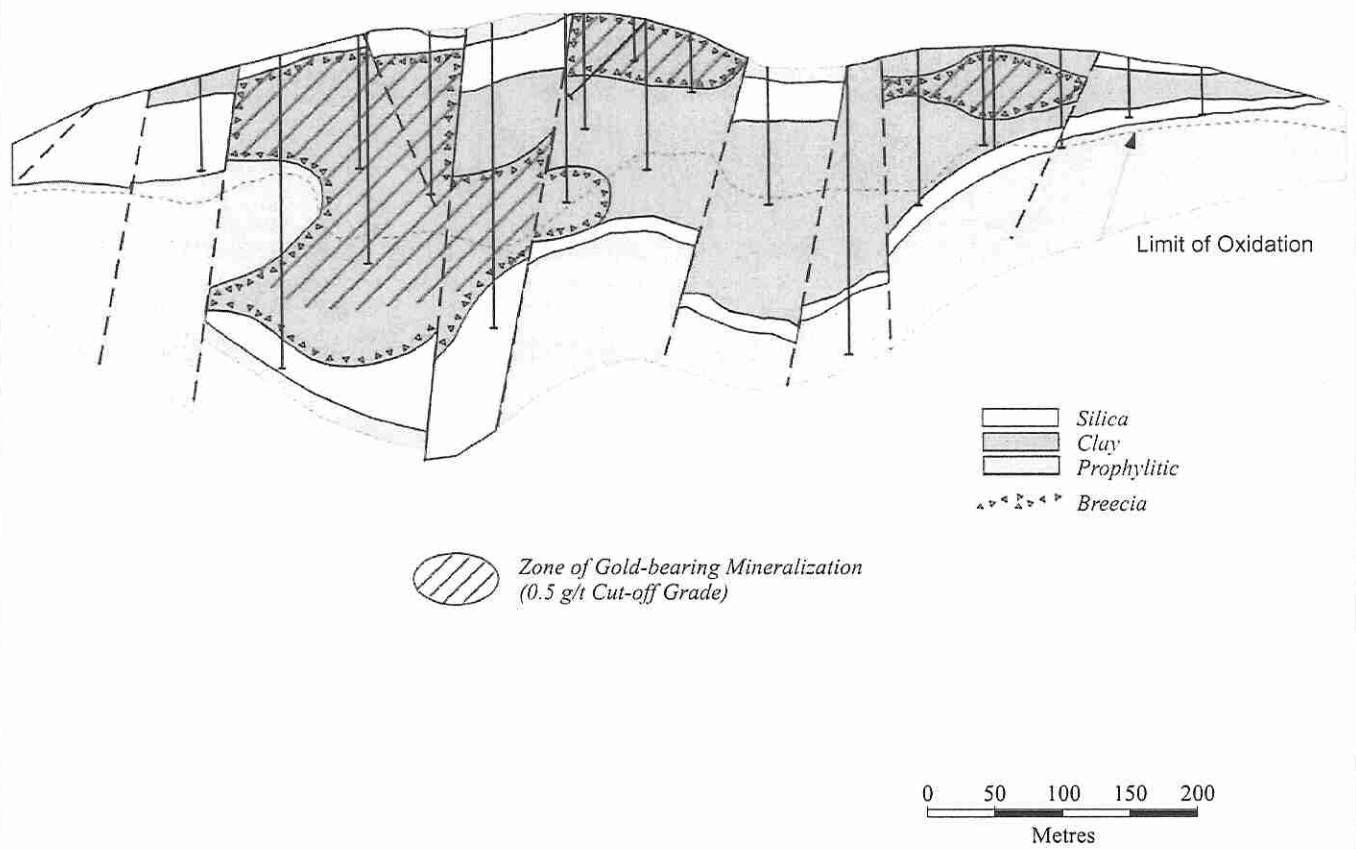 Limit of Oxidation
Silica
Clay
Prophylitic
Breecia
Zone of Gold-bearing Mineralization
(0.5 g/t Cut-off Grade)
0 50 100 150 200
Metres